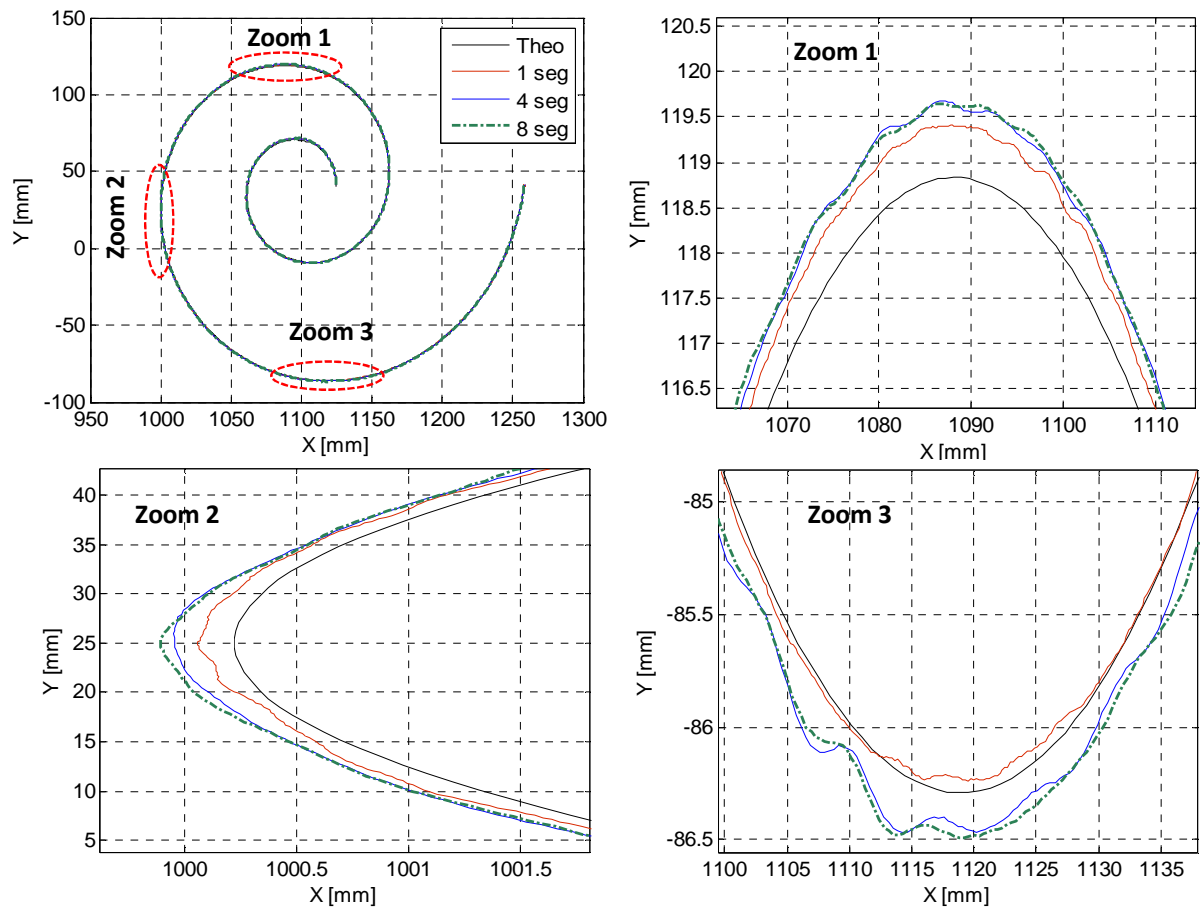 150
100
50
0
-50
-100
Y [mm]
950
1000
1050
1100
1150
1200
1250
1300
X [mm]
Zoom 1
Zoom 2
Zoom 3
Theo
1 seg
4 seg
8 seg
120.5
120
119.5
119
118.5
118
117.5
117
116.5
Y [mm]
Zoom 1
1070
1080
1090
1100
1110
X [mm]
40
35
30
25
20
15
10
5
Y [mm]
Zoom 2
1000
1000.5
1001
1001.5
X [mm]
-85
-85.5
-86
-86.5
Y [mm]
Zoom 3
1100
1105
1110
1115
1120
1125
1130
1135
X [mm]